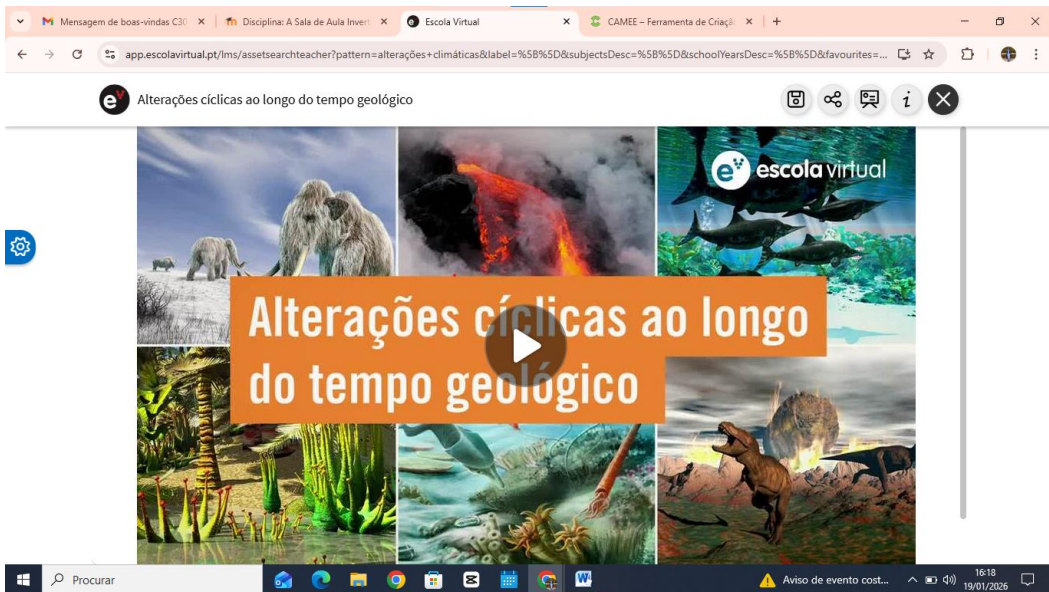 Mensagem de boas-vindas C30
Disciplina: A Sala de Aula Invert
Escola Virtual
CAMEE – Ferramenta de Criaçã
app.escolavirtual.pt/lms/assetsearchteacher?pattern=alterações+climáticas&label=%5B%5D&subjectsDesc=%5B%5D&schoolYearsDesc=%5B%5D&favourites=...
Alterações cíclicas ao longo do tempo geológico
escola virtual
Alterações cíclicas ao longo
do tempo geológico
Procurar
Aviso de evento cost...
16:18
19/01/2026